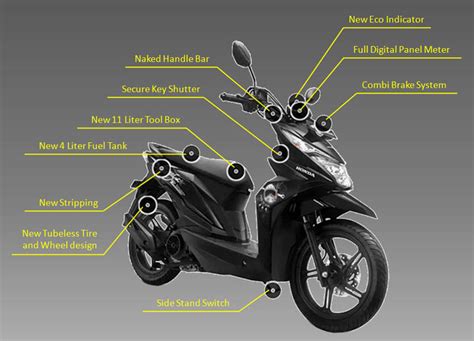 New Eco Indicator
Naked Handle Bar
Full Digital Panel Meter
Secure Key Shutter
Combi Brake System
New 11 Liter Tool Box
New 4 Liter Fuel Tank
HONDA
New Stripping
New Tubeless Tire
and Wheel design
Side Stand Switch